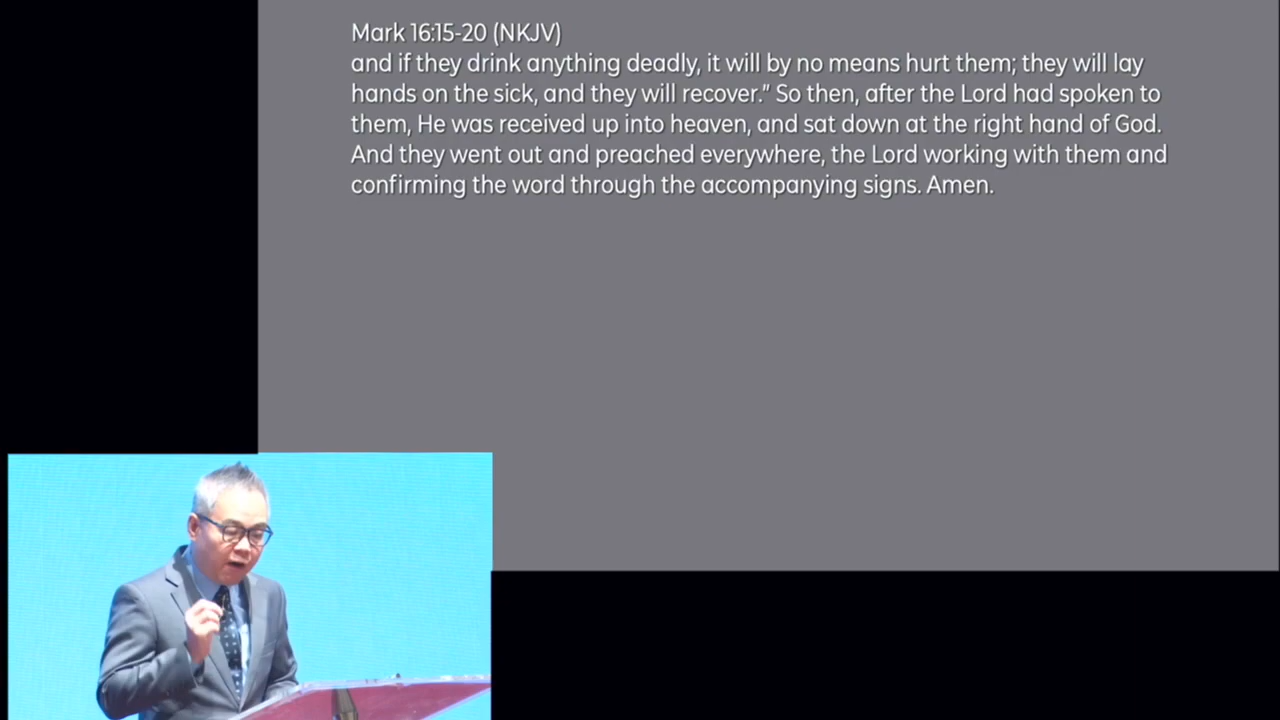 Mark 16:15-20 (NKJV)
and if they drink anything deadly, it will by no means hurt them; they will lay
hands on the sick, and they will recover.” So then, after the Lord had spoken to
them, He was received up into heaven, and sat down at the right hand of God.
And they went out and preached everywhere, the Lord working with them and
confirming the word through the accompanying signs. Amen.